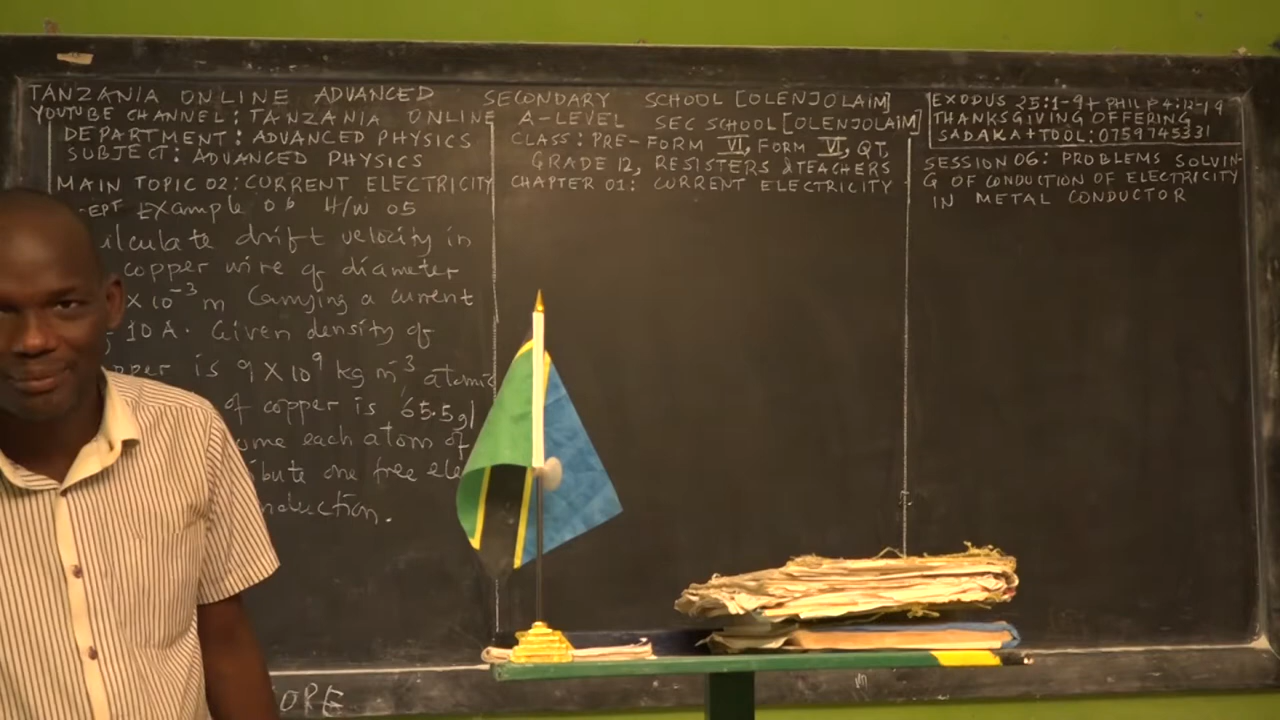 TANZANIA ONLINE ADVANCED SECONDARY SCHOOL [OLENJOLAIM]
YOUTUBE CHANNEL: TANZANIA ONLINE A-LEVEL SEC SCHOOL [OLENJOLAIM]
DEPARTMENT: ADVANCED PHYSICS
SUBJECT: ADVANCED PHYSICS
MAIN TOPIC 02: CURRENT ELECTRICITY
Example 06 H/W 05
drift velocity in
copper wire of diameter
×10⁻³ m Carrying a current
10 A. Given density of
is 9×10⁹ kg m⁻³, atomic
of copper is 65.5g/
each atom of
one free ele
CLASS: PRE-FORM VI, FORM VI, QT,
GRADE 12, RESISTERS & TEACHERS
CHAPTER 01: CURRENT ELECTRICITY
EXODUS 25:1-9 + PHILIP 4:12-19
THANKSGIVING OFFERING
SADAKA+TOOL: 0759745331
SESSION 06: PROBLEMS SOLVIN-
G OF CONDUCTION OF ELECTRICITY
IN METAL CONDUCTOR